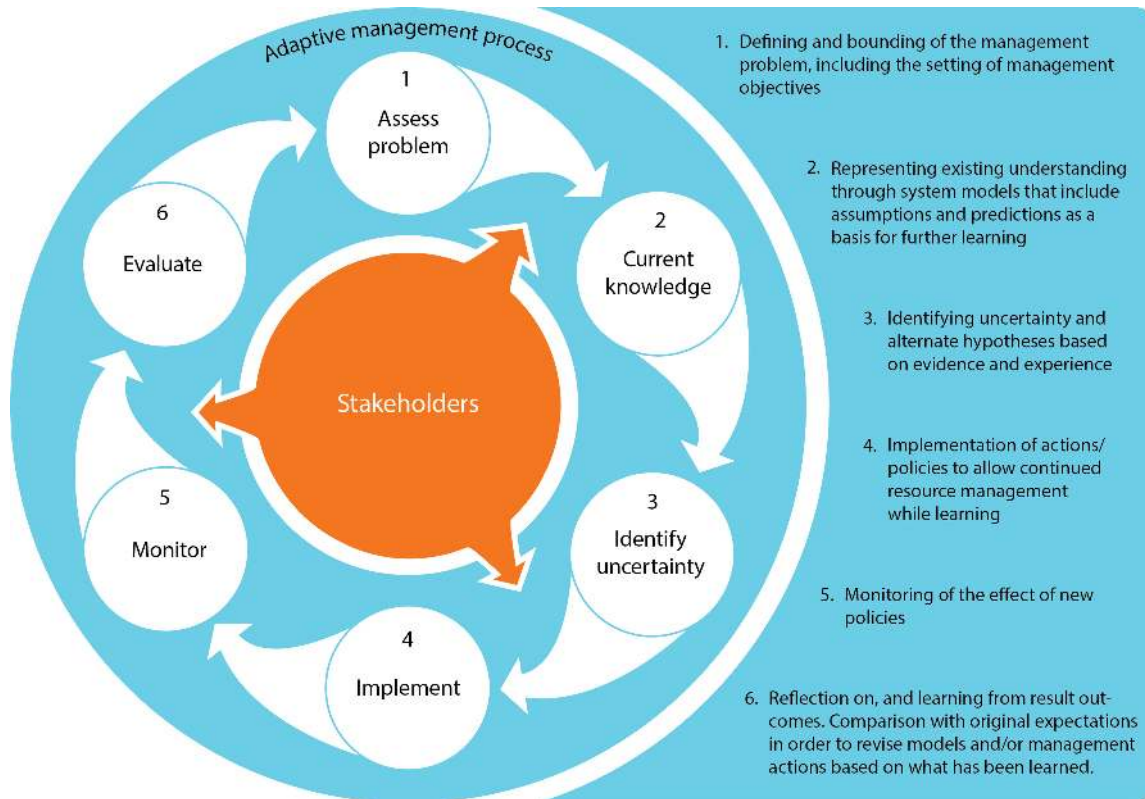 Adaptive management process
1
Assess
problem
2
Current
knowledge
3
Identify
uncertainty
4
Implement
5
Monitor
6
Evaluate
Stakeholders
1. Defining and bounding of the management
problem, including the setting of management
objectives
2. Representing existing understanding
through system models that include
assumptions and predictions as a
basis for further learning
3. Identifying uncertainty and
alternate hypotheses based
on evidence and experience
4. Implementation of actions/
policies to allow continued
resource management
while learning
5. Monitoring of the effect of new
policies
6. Reflection on, and learning from result out-
comes. Comparison with original expectations
in order to revise models and/or management
actions based on what has been learned.